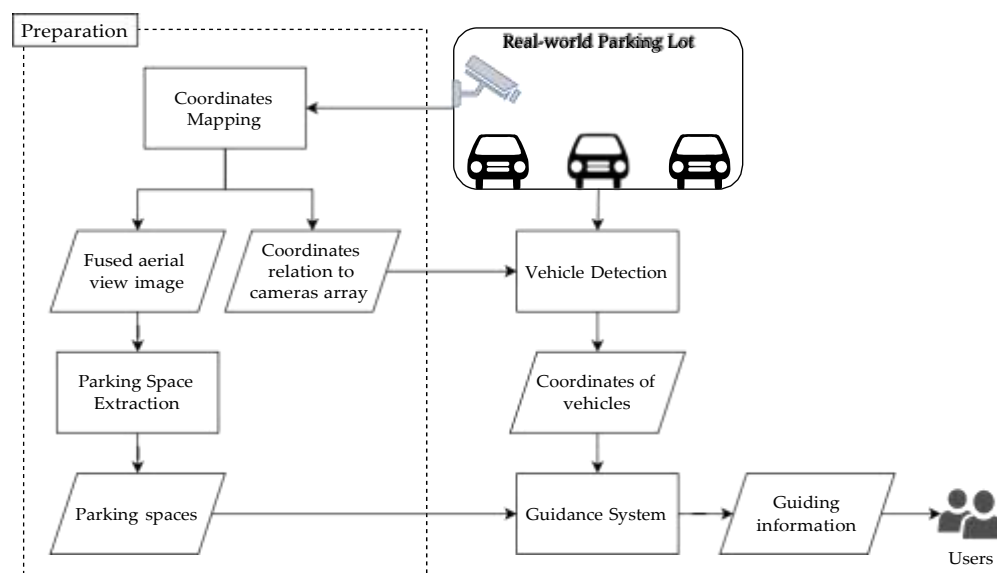 Preparation
Real-world Parking Lot
Coordinates
Mapping
Fused aerial
view image
Coordinates
relation to
cameras array
Vehicle Detection
Parking Space
Extraction
Coordinates of
vehicles
Parking spaces
Guidance System
Guiding
information
Users